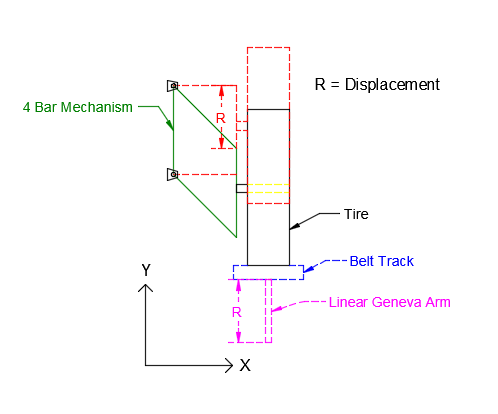 R = Displacement
4 Bar Mechanism
R
Tire
Belt Track
Y
Linear Geneva Arm
R
X